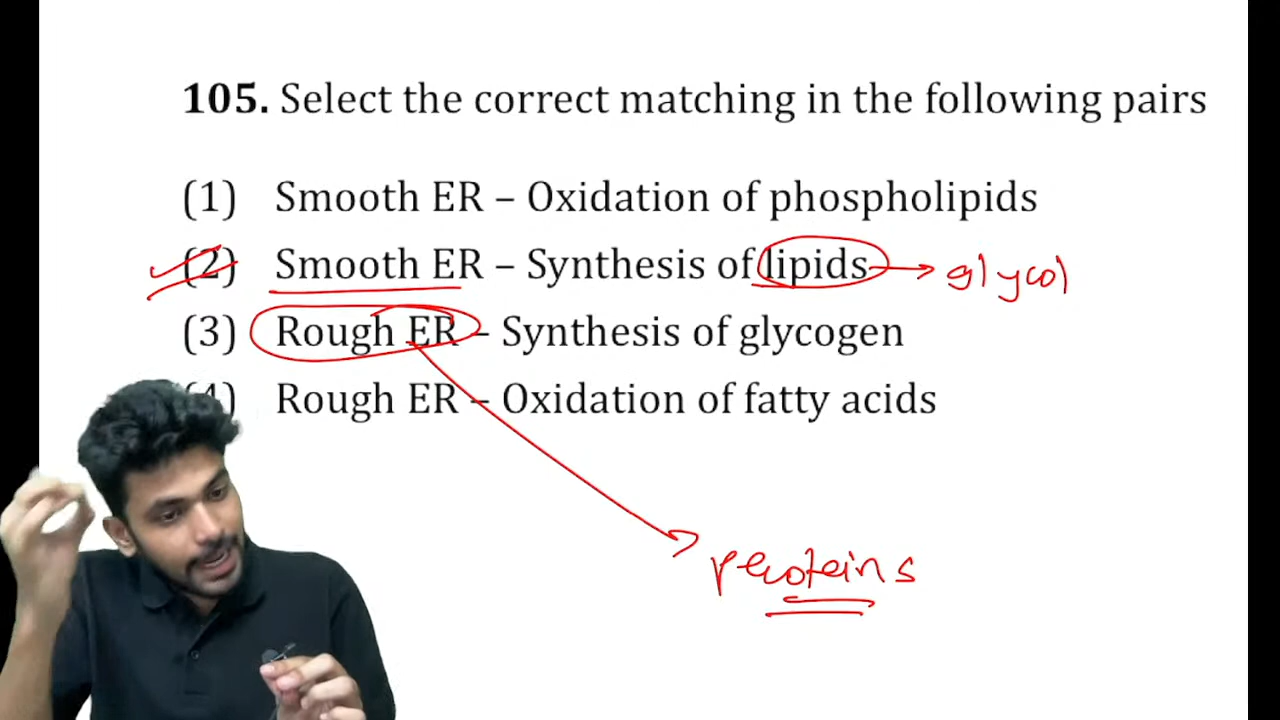 105. Select the correct matching in the following pairs
(1) Smooth ER – Oxidation of phospholipids
(2) Smooth ER – Synthesis of lipids → glycol
(3) Rough ER – Synthesis of glycogen
(4) Rough ER – Oxidation of fatty acids
proteins